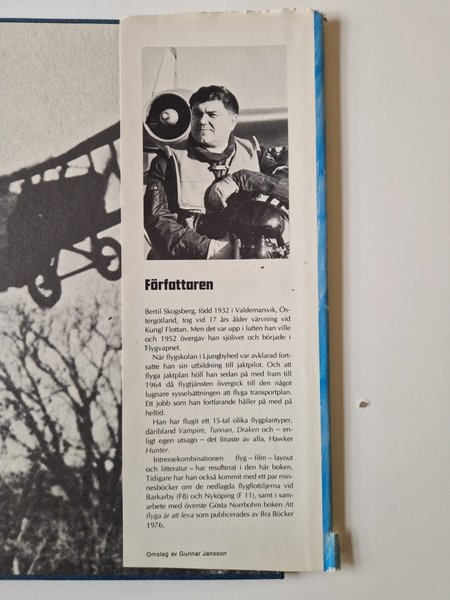 Författaren
Bertil Skogsberg, född 1932 i Valdemarsvik, Ös-
tergötland, tog vid 17 års ålder värvning vid
Kungl Flottan. Men det var upp i luften han ville
och 1952 övergav han sjölivet och började i
Flygvapnet.
När flygskolan i Ljungbyhed var avklarad fort-
satte han sin utbildning till jaktpilot. Och att
flyga jaktplan höll han sedan på med fram till
1964 då flygtjänsten övergick till den något
lugnare sysselsättningen att flyga transportplan.
Ett jobb som han fortfarande håller på med på
heltid.
Han har flugit ett 15-tal olika flygplantyper,
däribland Vampire, Tunnan, Draken och – en-
ligt egen utsago – det finaste av alla, Hawker
Hunter.
Intressekombinationen flyg – film – layout
och litteratur – har resulterat i den här boken.
Tidigare har han också kommit med ett par min-
nesböcker om de nedlagda flygflottiljerna vid
Barkarby (F8) och Nyköping (F 11), samt i sam-
arbete med överste Gösta Norrbohm boken Att
flyga är att leva som publicerades av Bra Böcker
1976.
Omslag av Gunnar Jansson